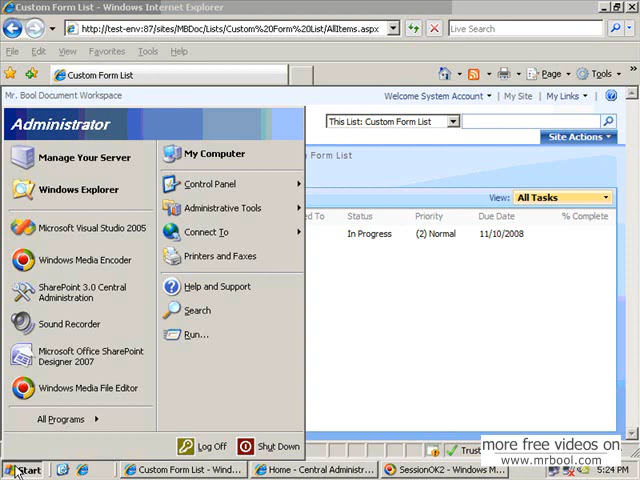 Custom Form List - Windows Internet Explorer
http://test-env:87/sites/MBDoc/Lists/Custom%20Form%20List/AllItems.aspx
Live Search
File Edit View Favorites Tools Help
Custom Form List
Page
Tools
Mr. Bool Document Workspace
Welcome System Account
My Site
My Links
This List: Custom Form List
Site Actions
Form List
View: All Tasks
Status Priority Due Date % Complete
In Progress (2) Normal 11/10/2008
Administrator
Manage Your Server
Windows Explorer
Microsoft Visual Studio 2005
Windows Media Encoder
SharePoint 3.0 Central
Administration
Sound Recorder
Microsoft Office SharePoint
Designer 2007
Windows Media File Editor
All Programs
My Computer
Control Panel
Administrative Tools
Connect To
Printers and Faxes
Help and Support
Search
Run...
Log Off
Shut Down
Trust
more free videos on
www.mrbool.com
Start
Custom Form List - Wind...
Home - Central Administr...
SessionOK2 - Windows M...
5:24 PM